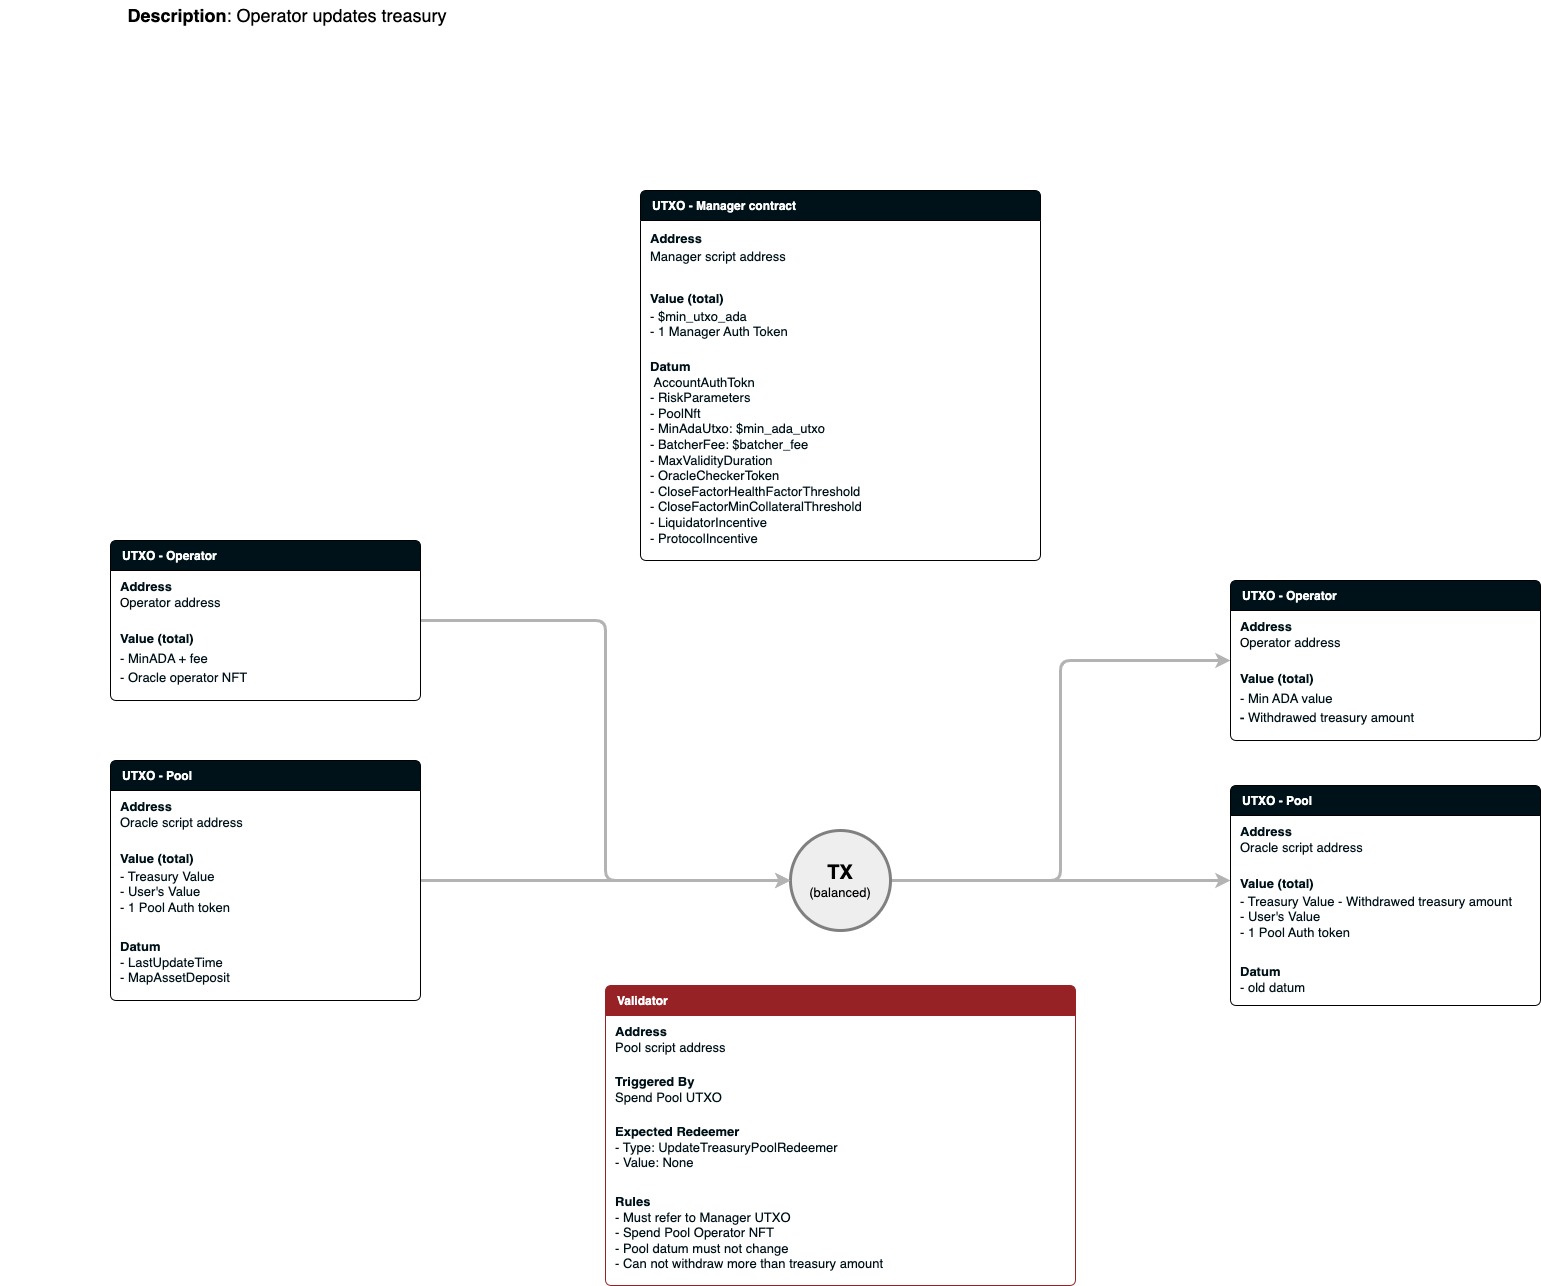 Description: Operator updates treasury
UTXO - Manager contract
Address
Manager script address
Value (total)
- $min_utxo_ada
- 1 Manager Auth Token
Datum
AccountAuthTokn
- RiskParameters
- PoolNft
- MinAdaUtxo: $min_ada_utxo
- BatcherFee: $batcher_fee
- MaxValidityDuration
- OracleCheckerToken
- CloseFactorHealthFactorThreshold
- CloseFactorMinCollateralThreshold
- LiquidatorIncentive
- ProtocolIncentive
UTXO - Operator
Address
Operator address
Value (total)
- MinADA + fee
- Oracle operator NFT
UTXO - Pool
Address
Oracle script address
Value (total)
- Treasury Value
- User's Value
- 1 Pool Auth token
Datum
- LastUpdateTime
- MapAssetDeposit
TX
(balanced)
UTXO - Operator
Address
Operator address
Value (total)
- Min ADA value
- Withdrawed treasury amount
UTXO - Pool
Address
Oracle script address
Value (total)
- Treasury Value - Withdrawed treasury amount
- User's Value
- 1 Pool Auth token
Datum
- old datum
Validator
Address
Pool script address
Triggered By
Spend Pool UTXO
Expected Redeemer
- Type: UpdateTreasuryPoolRedeemer
- Value: None
Rules
- Must refer to Manager UTXO
- Spend Pool Operator NFT
- Pool datum must not change
- Can not withdraw more than treasury amount